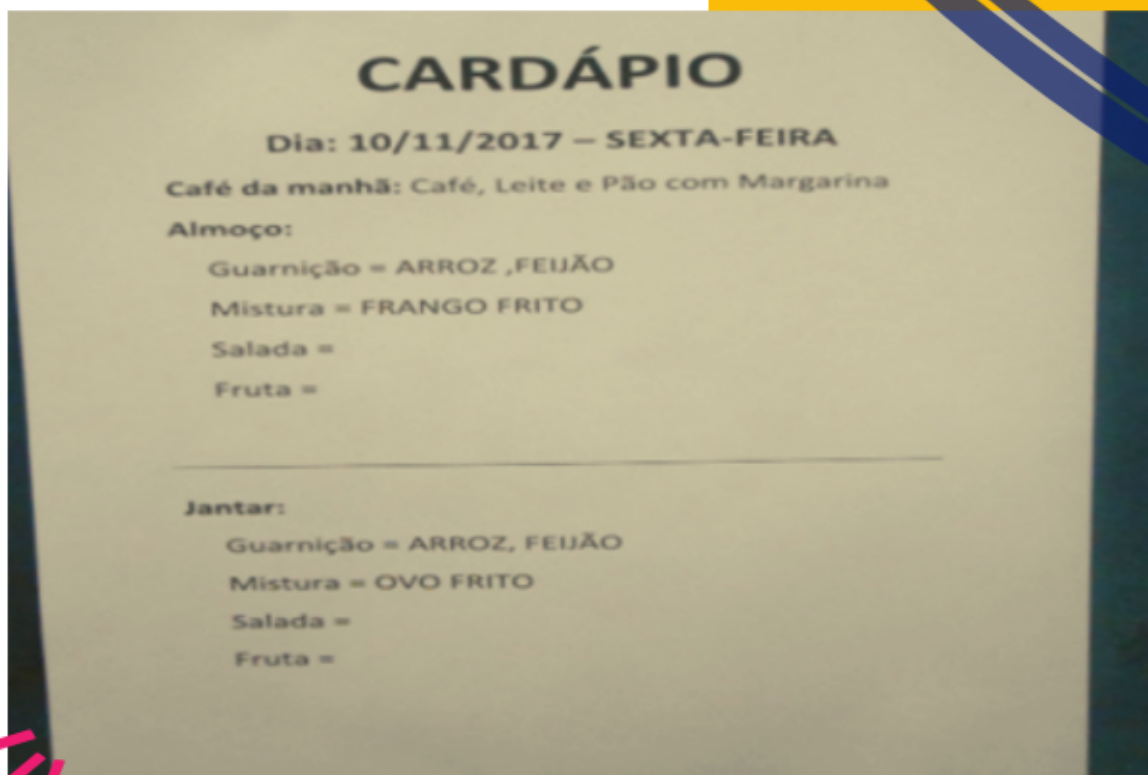 CARDÁPIO
Dia: 10/11/2017 – SEXTA-FEIRA
Café da manhã: Café, Leite e Pão com Margarina
Almoço:
Guarnição = ARROZ ,FEIJÃO
Mistura = FRANGO FRITO
Salada =
Fruta =
Jantar:
Guarnição = ARROZ, FEIJÃO
Mistura = OVO FRITO
Salada =
Fruta =